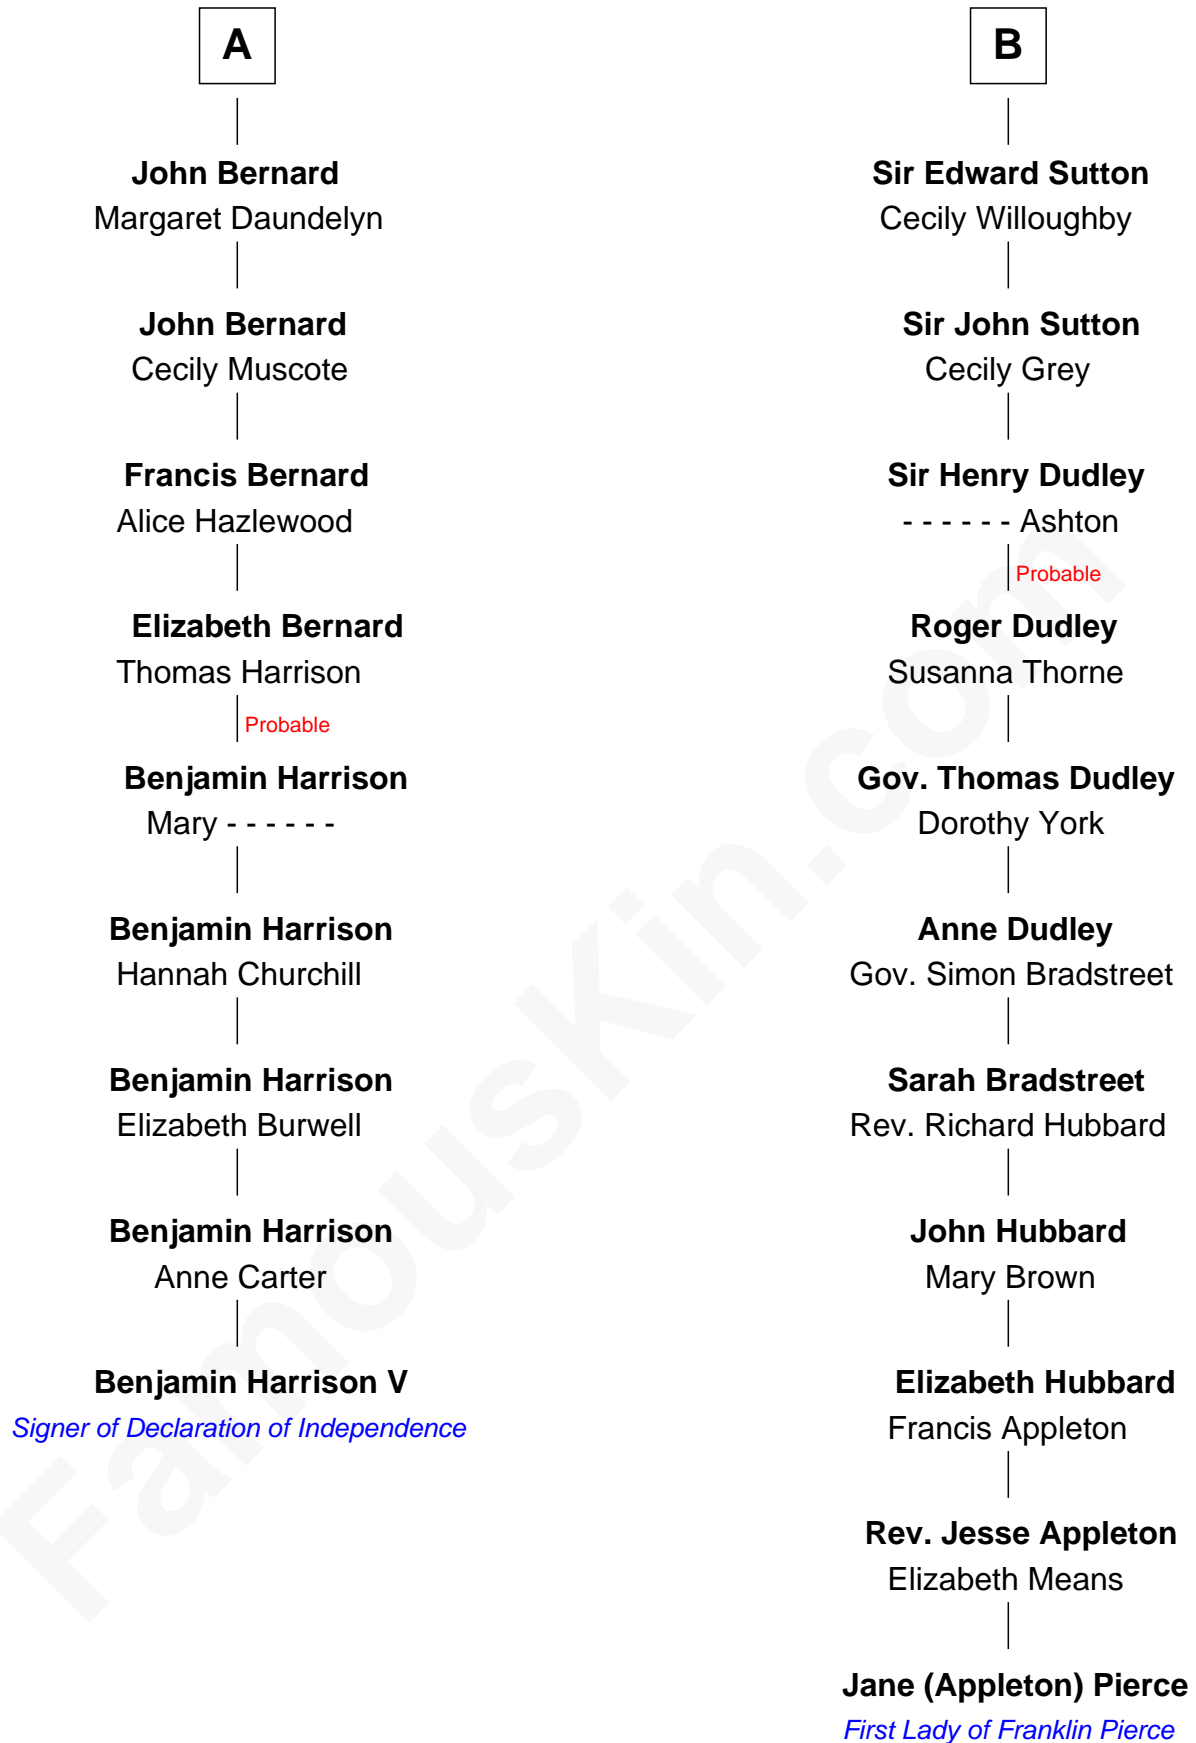 A
John Bernard
Margaret Daundelyn
John Bernard
Cecily Muscote
Francis Bernard
Alice Hazlewood
Elizabeth Bernard
Thomas Harrison
Probable
Benjamin Harrison
Mary - - - - - -
Benjamin Harrison
Hannah Churchill
Benjamin Harrison
Elizabeth Burwell
Benjamin Harrison
Anne Carter
Benjamin Harrison V
Signer of Declaration of Independence
B
Sir Edward Sutton
Cecily Willoughby
Sir John Sutton
Cecily Grey
Sir Henry Dudley
- - - - - - Ashton
Probable
Roger Dudley
Susanna Thorne
Gov. Thomas Dudley
Dorothy York
Anne Dudley
Gov. Simon Bradstreet
Sarah Bradstreet
Rev. Richard Hubbard
John Hubbard
Mary Brown
Elizabeth Hubbard
Francis Appleton
Rev. Jesse Appleton
Elizabeth Means
Jane (Appleton) Pierce
First Lady of Franklin Pierce
FamousKin.com